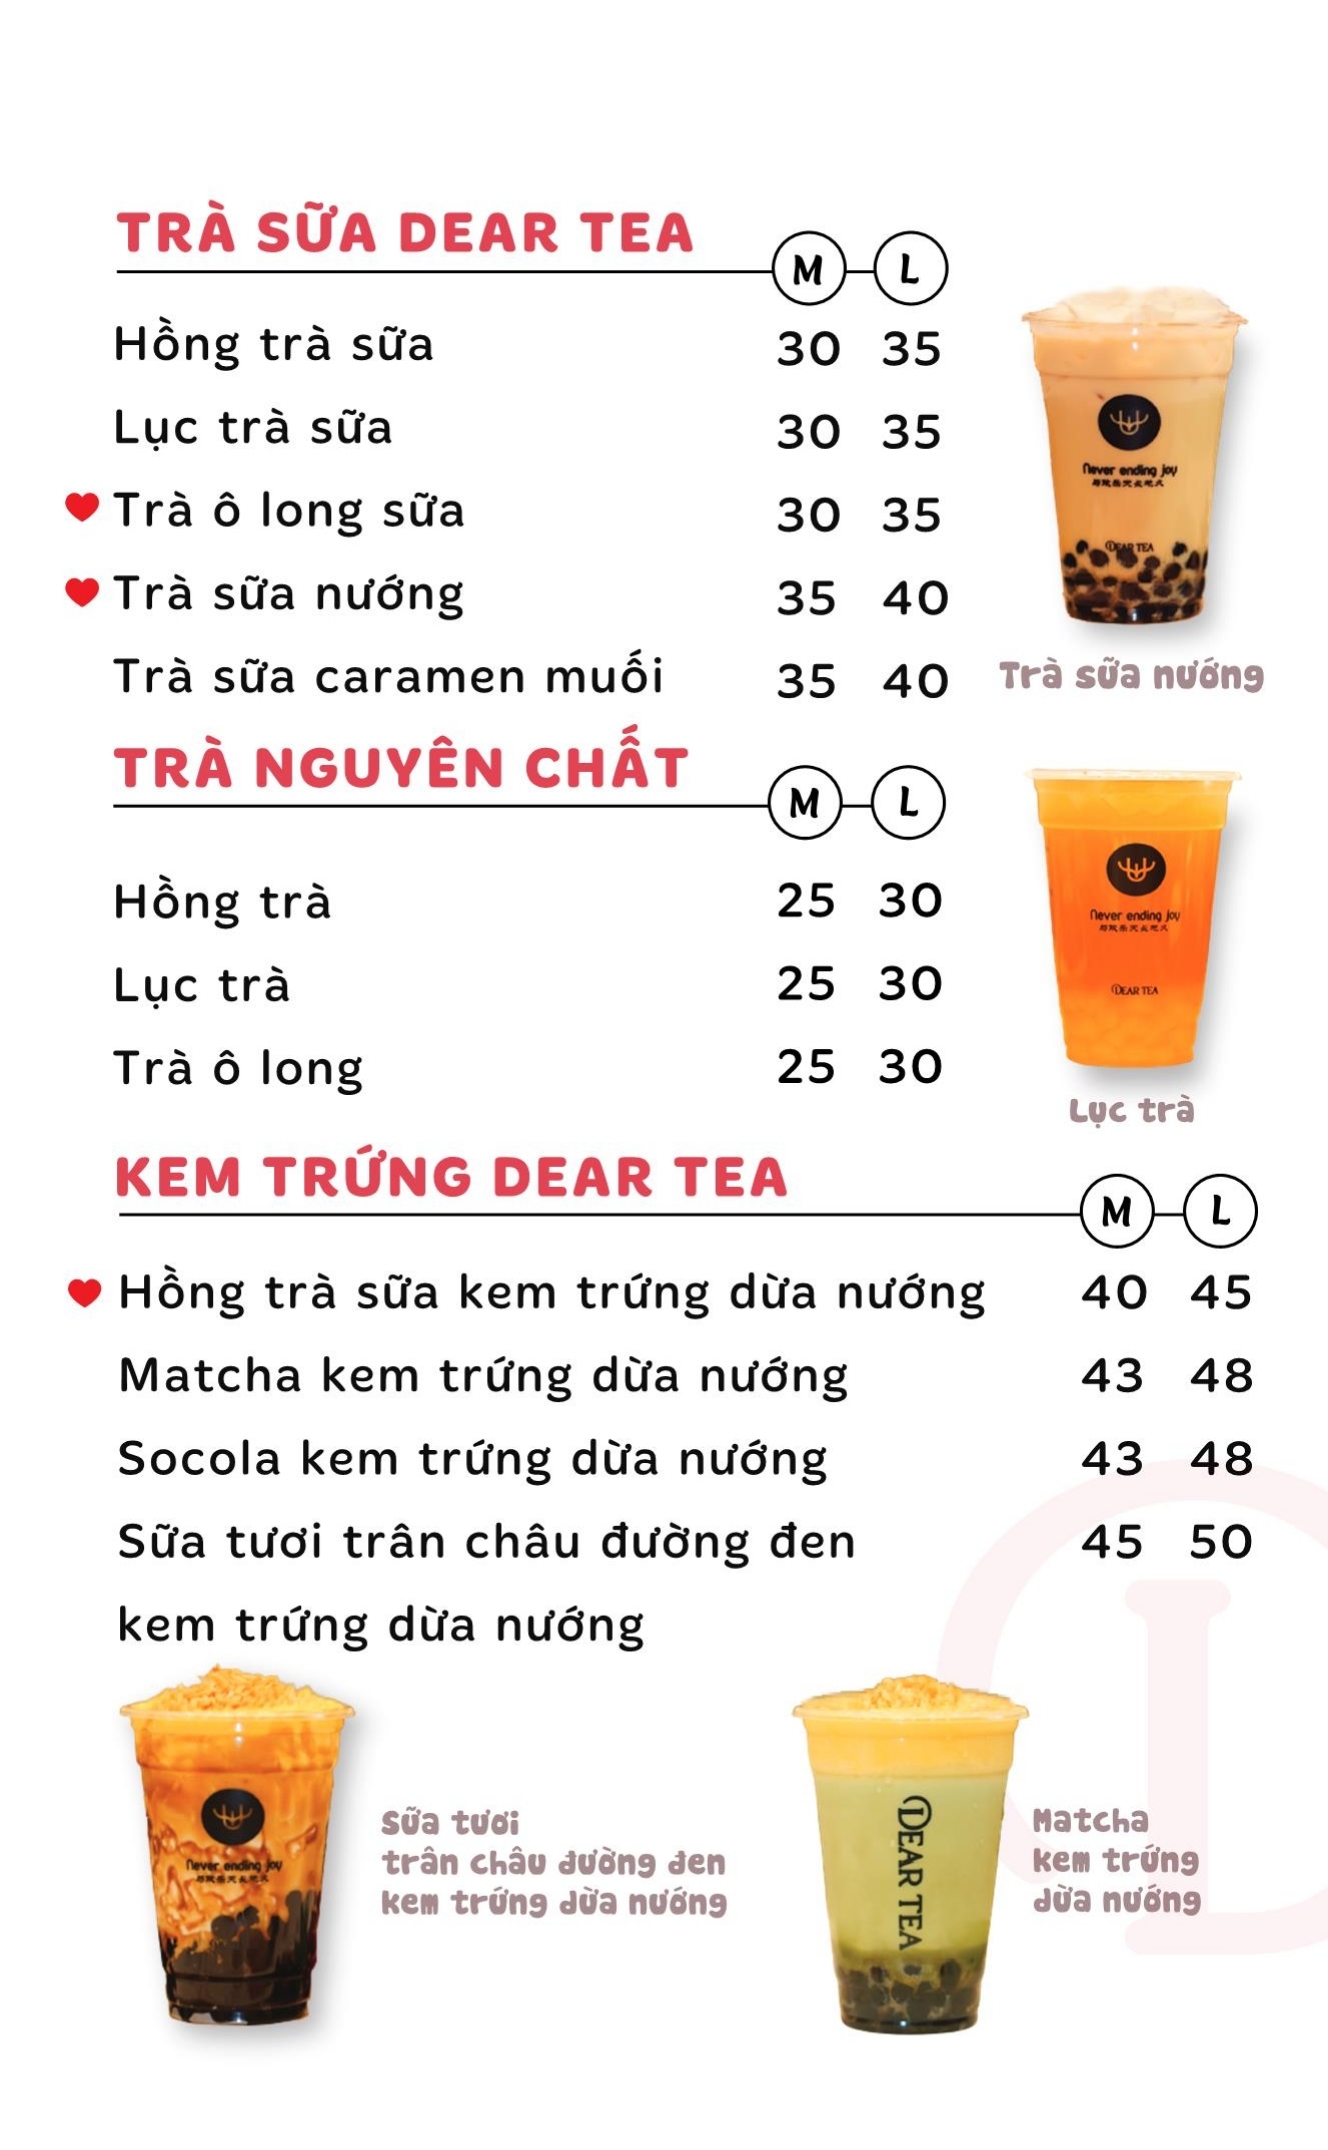 TRÀ SỮA DEAR TEA M L
Hồng trà sữa 30 35
Lục trà sữa 30 35
Trà ô long sữa 30 35
Trà sữa nướng 35 40
Trà sữa caramen muối 35 40
Never ending joy
DEAR TEA
Trà sữa nướng
TRÀ NGUYÊN CHẤT M L
Hồng trà 25 30
Lục trà 25 30
Trà ô long 25 30
Never ending joy
DEAR TEA
Lục trà
KEM TRỨNG DEAR TEA M L
Hồng trà sữa kem trứng dừa nướng 40 45
Matcha kem trứng dừa nướng 43 48
Socola kem trứng dừa nướng 43 48
Sữa tươi trân châu đường đen 45 50
kem trứng dừa nướng
Never ending joy
Sữa tươi
trân châu đường đen
kem trứng dừa nướng
DEAR TEA
Matcha
kem trứng
dừa nướng